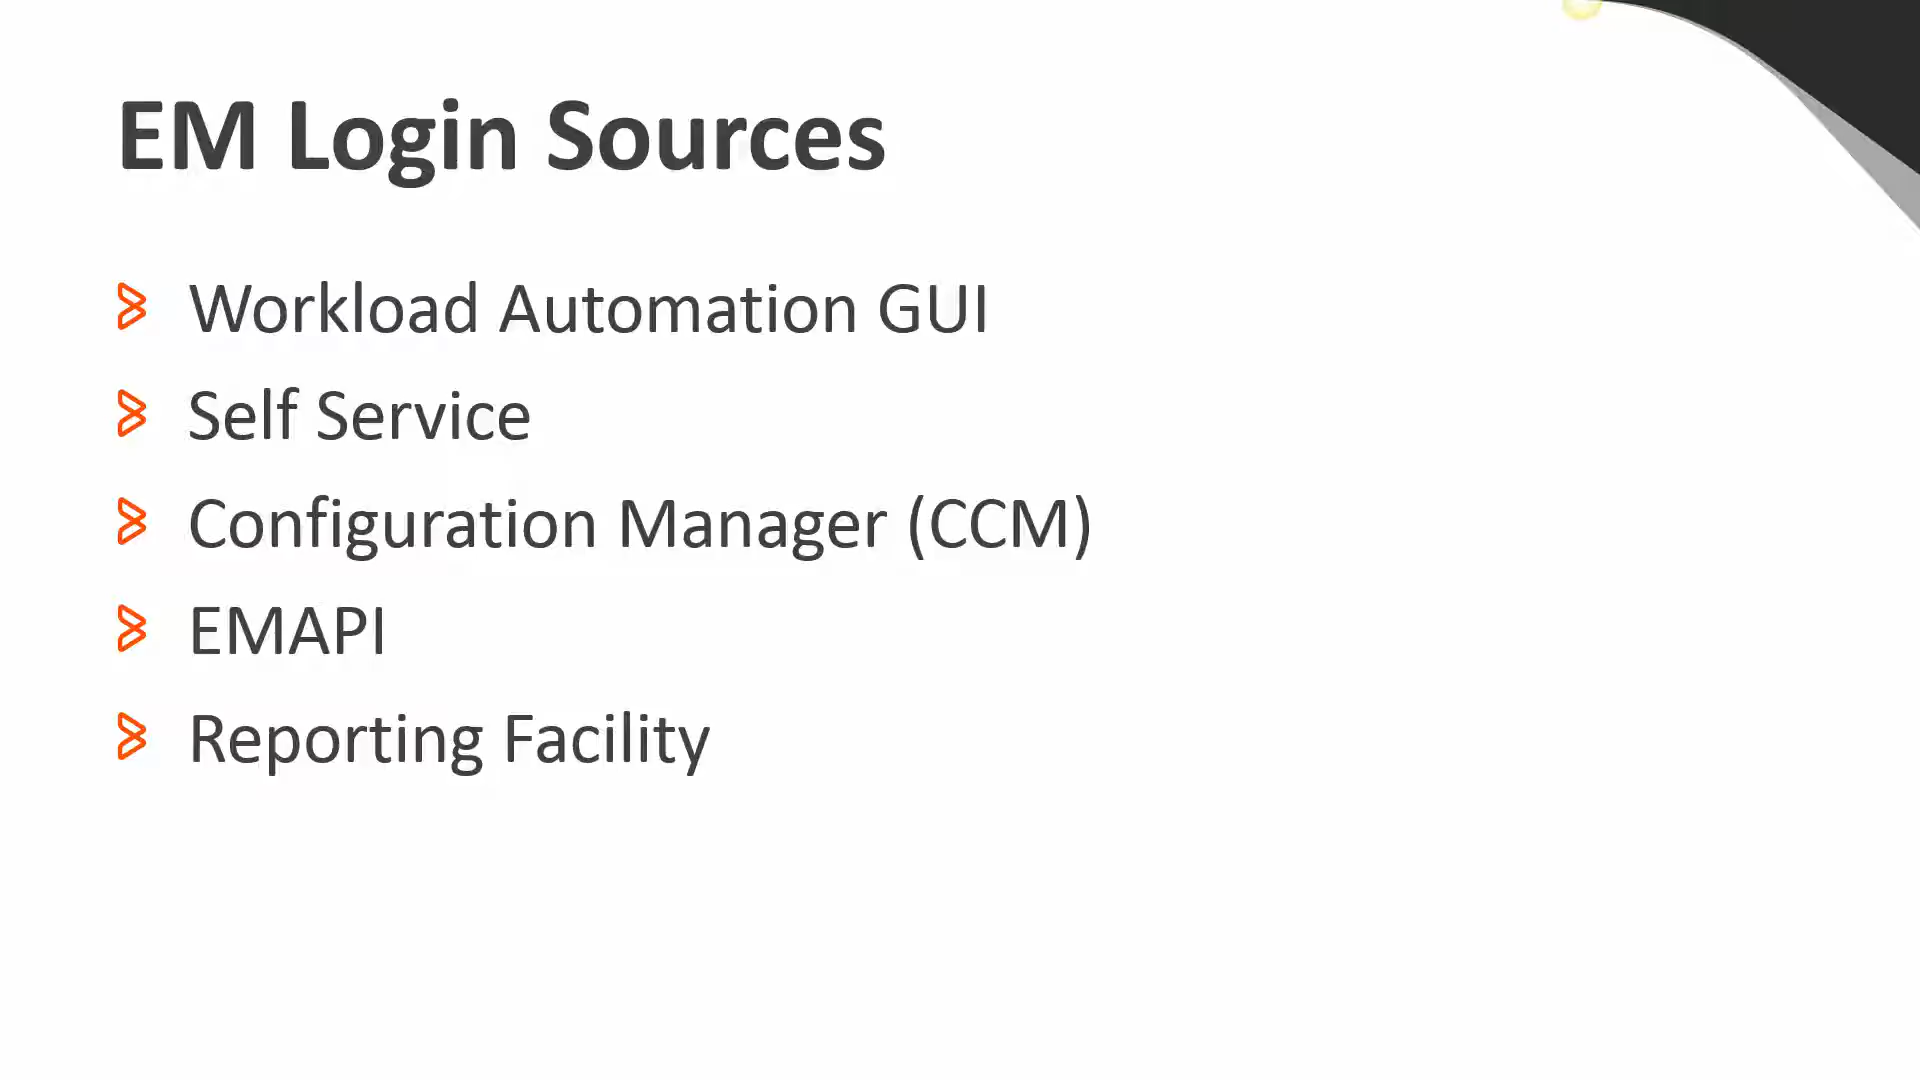 EM Login Sources
Workload Automation GUI
Self Service
Configuration Manager (CCM)
EMAPI
Reporting Facility